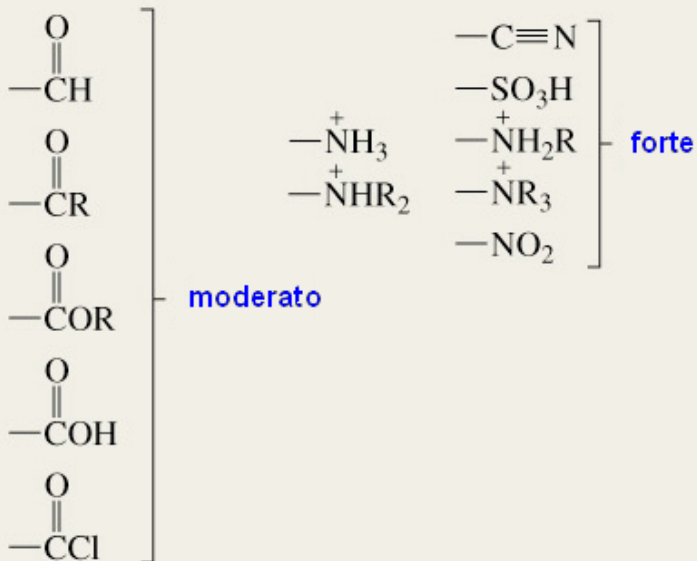 O
—CH
O
—CR
O
—COR
O
—COH
O
—CCl
moderato
+
—NH₃
+
—NHR₂
—C≡N
—SO₃H
+
—NH₂R
+
—NR₃
—NO₂
forte